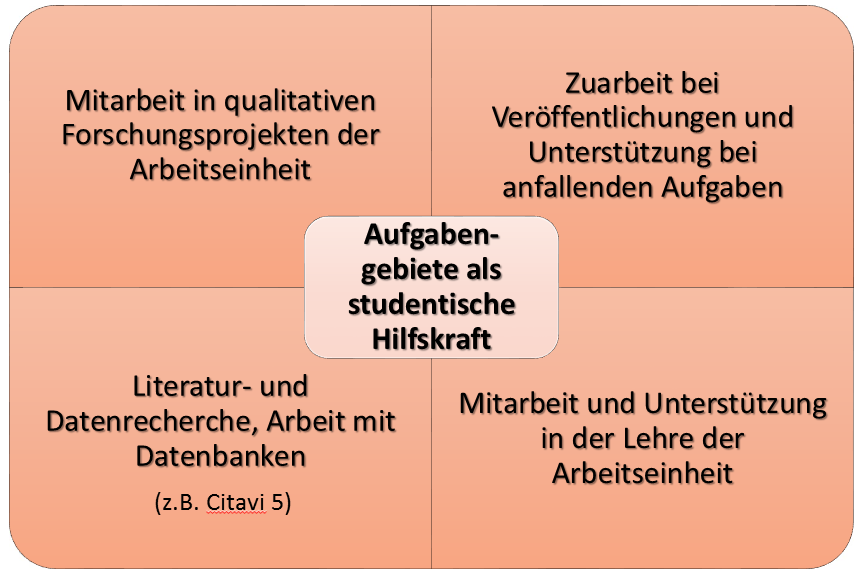 Mitarbeit in qualitativen
Forschungsprojekten der
Arbeitseinheit
Zuarbeit bei
Veröffentlichungen und
Unterstützung bei
anfallenden Aufgaben
Aufgaben-
gebiete als
studentische
Hilfskraft
Literatur- und
Datenrecherche, Arbeit mit
Datenbanken
(z.B. Citavi 5)
Mitarbeit und Unterstützung
in der Lehre der
Arbeitseinheit